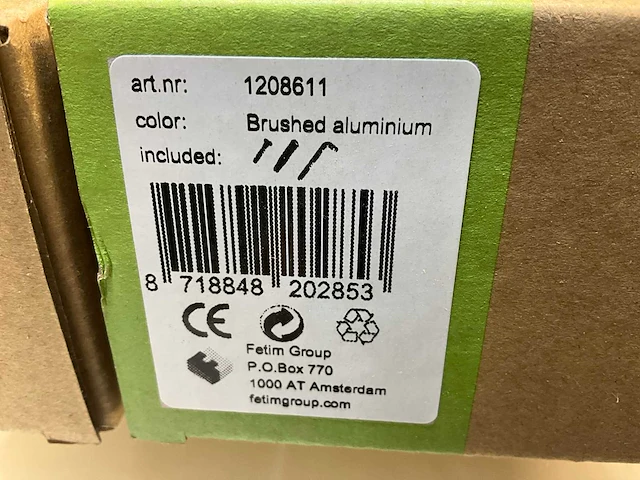 art.nr: 1208611
color: Brushed aluminium
included:
8 718848 202853
CE
Fetim Group
P.O.Box 770
1000 AT Amsterdam
fetimgroup.com